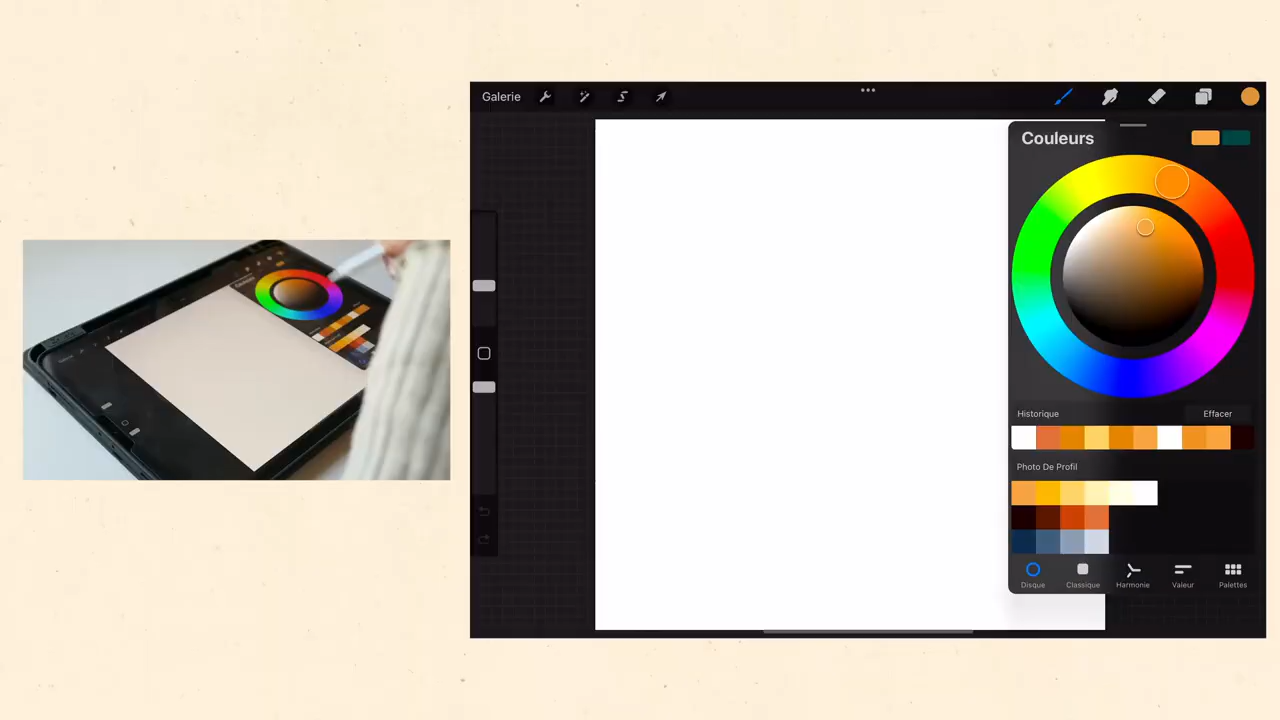 Galerie
Couleurs
Historique
Effacer
Photo De Profil
Disque
Classique
Harmonie
Valeur
Palettes